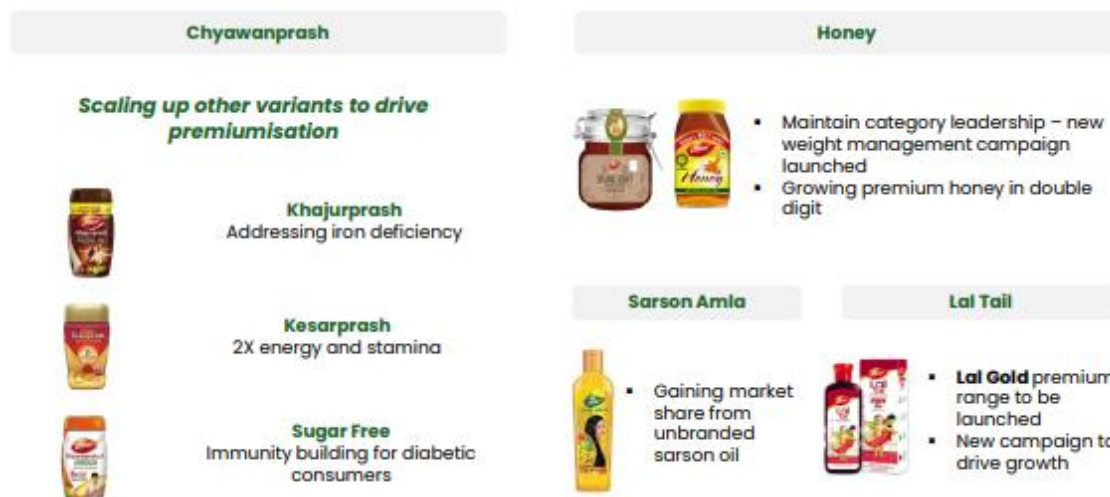 Chyawanprash
Scaling up other variants to drive
premiumisation
Khajurprash
Addressing iron deficiency
Kesarprash
2X energy and stamina
Sugar Free
Immunity building for diabetic
consumers
Honey
Honey
▪ Maintain category leadership – new
weight management campaign
launched
▪ Growing premium honey in double
digit
Sarson Amla
▪ Gaining market
share from
unbranded
sarson oil
Lal Tail
▪ Lal Gold premium
range to be
launched
▪ New campaign to
drive growth